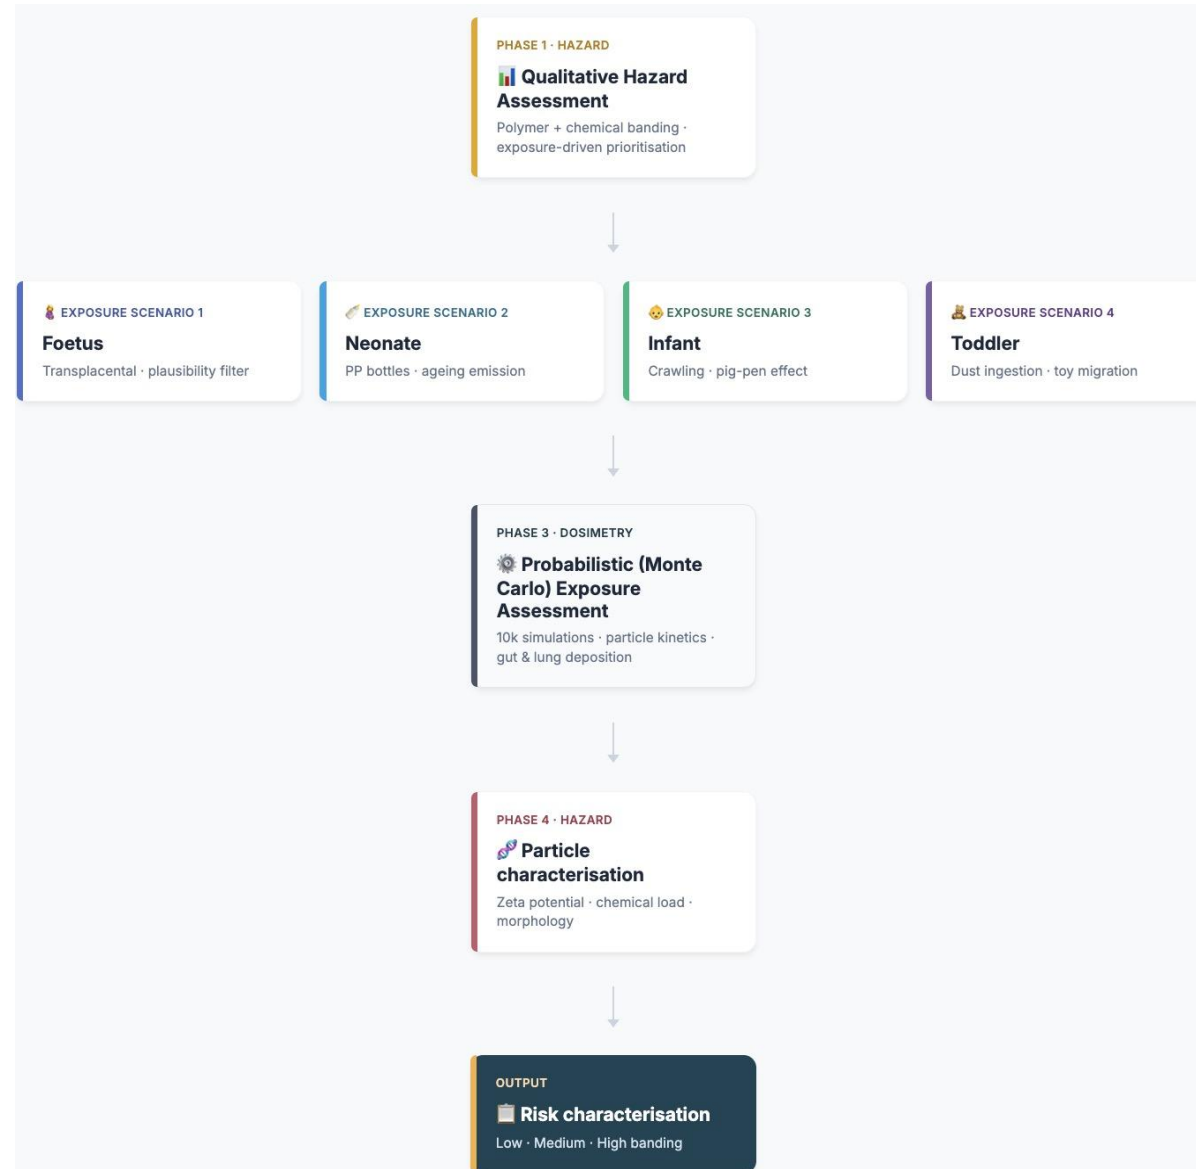 PHASE 1 · HAZARD
Qualitative Hazard
Assessment
Polymer + chemical banding ·
exposure-driven prioritisation
EXPOSURE SCENARIO 1
Foetus
Transplacental · plausibility filter
EXPOSURE SCENARIO 2
Neonate
PP bottles · ageing emission
EXPOSURE SCENARIO 3
Infant
Crawling · pig-pen effect
EXPOSURE SCENARIO 4
Toddler
Dust ingestion · toy migration
PHASE 3 · DOSIMETRY
Probabilistic (Monte
Carlo) Exposure
Assessment
10k simulations · particle kinetics ·
gut & lung deposition
PHASE 4 · HAZARD
Particle
characterisation
Zeta potential · chemical load ·
morphology
OUTPUT
Risk characterisation
Low · Medium · High banding